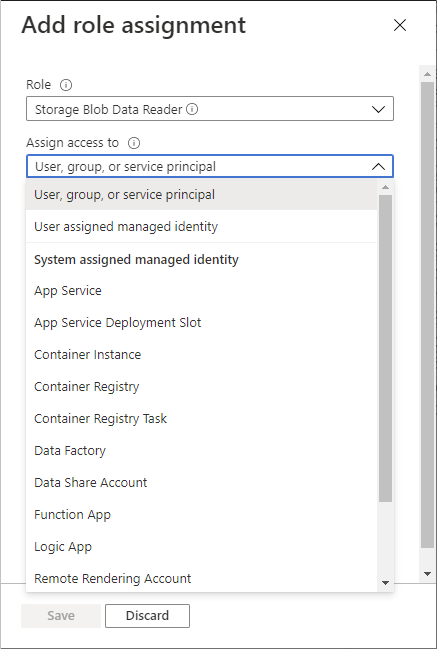 Add role assignment
Role
Storage Blob Data Reader
Assign access to
User, group, or service principal
User, group, or service principal
User assigned managed identity
System assigned managed identity
App Service
App Service Deployment Slot
Container Instance
Container Registry
Container Registry Task
Data Factory
Data Share Account
Function App
Logic App
Remote Rendering Account
Save
Discard